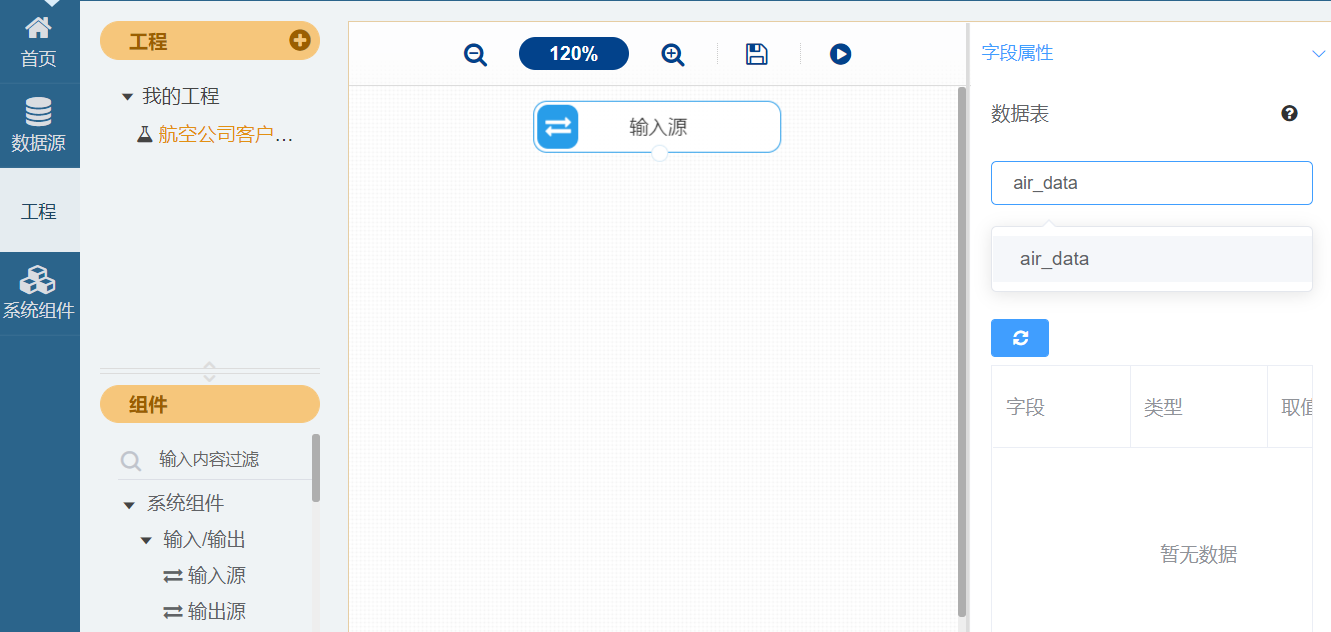 首页
数据源
工程
系统组件
工程
我的工程
航空公司客户...
组件
输入内容过滤
系统组件
输入/输出
输入源
输出源
120%
输入源
字段属性
数据表
air_data
air_data
字段 类型 取值
暂无数据